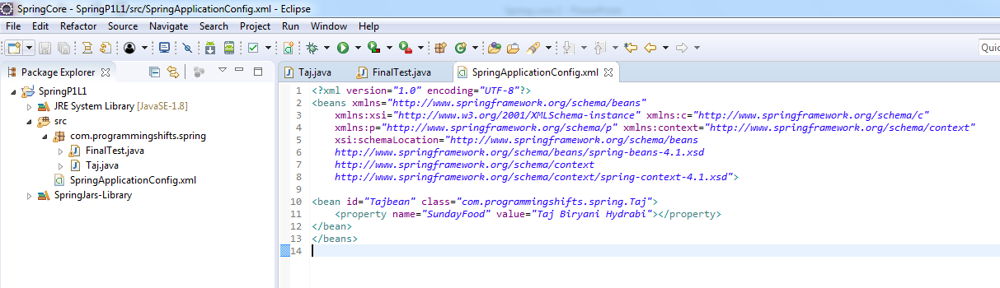 SpringCore - SpringP1L1/src/SpringApplicationConfig.xml - Eclipse
File Edit Refactor Source Navigate Search Project Run Window Help
Quic
Package Explorer
Taj.java FinalTest.java SpringApplicationConfig.xml
SpringP1L1
JRE System Library [JavaSE-1.8]
src
com.programmingshifts.spring
FinalTest.java
Taj.java
SpringApplicationConfig.xml
SpringJars-Library
1 <?xml version="1.0" encoding="UTF-8"?>
2 <beans xmlns="http://www.springframework.org/schema/beans"
3 xmlns:xsi="http://www.w3.org/2001/XMLSchema-instance" xmlns:c="http://www.springframework.org/schema/c"
4 xmlns:p="http://www.springframework.org/schema/p" xmlns:context="http://www.springframework.org/schema/context"
5 xsi:schemaLocation="http://www.springframework.org/schema/beans
6 http://www.springframework.org/schema/beans/spring-beans-4.1.xsd
7 http://www.springframework.org/schema/context
8 http://www.springframework.org/schema/context/spring-context-4.1.xsd">
9
10 <bean id="Tajbean" class="com.programmingshifts.spring.Taj">
11 <property name="SundayFood" value="Taj Biryani Hydrabi"></property>
12 </bean>
13 </beans>
14